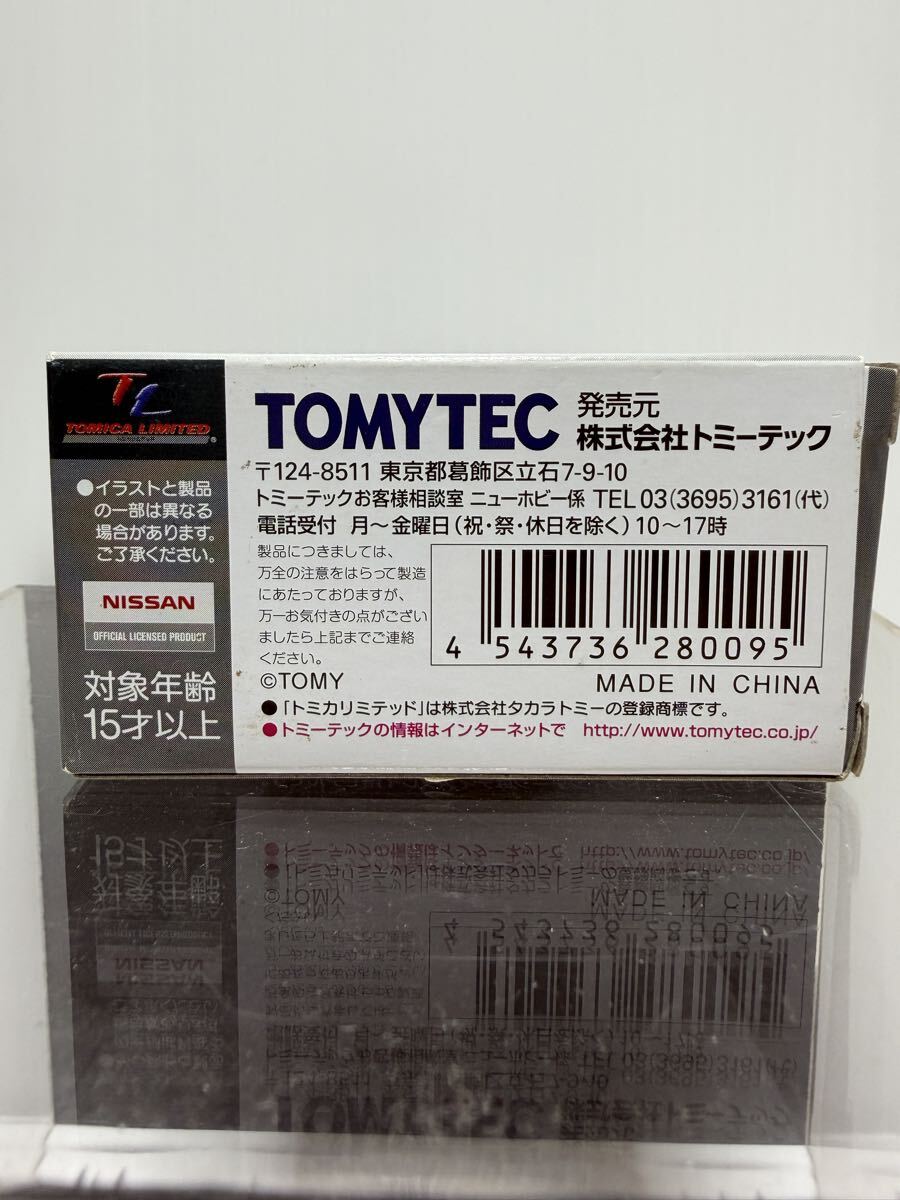 TL
TOMICA LIMITED
●イラストと製品
の一部は異なる
場合があります。
ご了承ください。
NISSAN
OFFICIAL LICENSED PRODUCT
対象年齢
15才以上
TOMYTEC 発売元
株式会社トミーテック
〒124-8511 東京都葛飾区立石7-9-10
トミーテックお客様相談室 ニューホビー係 TEL 03(3695)3161(代)
電話受付 月〜金曜日(祝・祭・休日を除く)10〜17時
製品につきましては、
万全の注意をはらって製造
にあたっておりますが、
万一お気付きの点がござい
ましたら上記までご連絡
ください。
4 543736 280095
©TOMY MADE IN CHINA
●「トミカリミテッド」は株式会社タカラトミーの登録商標です。
●トミーテックの情報はインターネットで http://www.tomytec.co.jp/